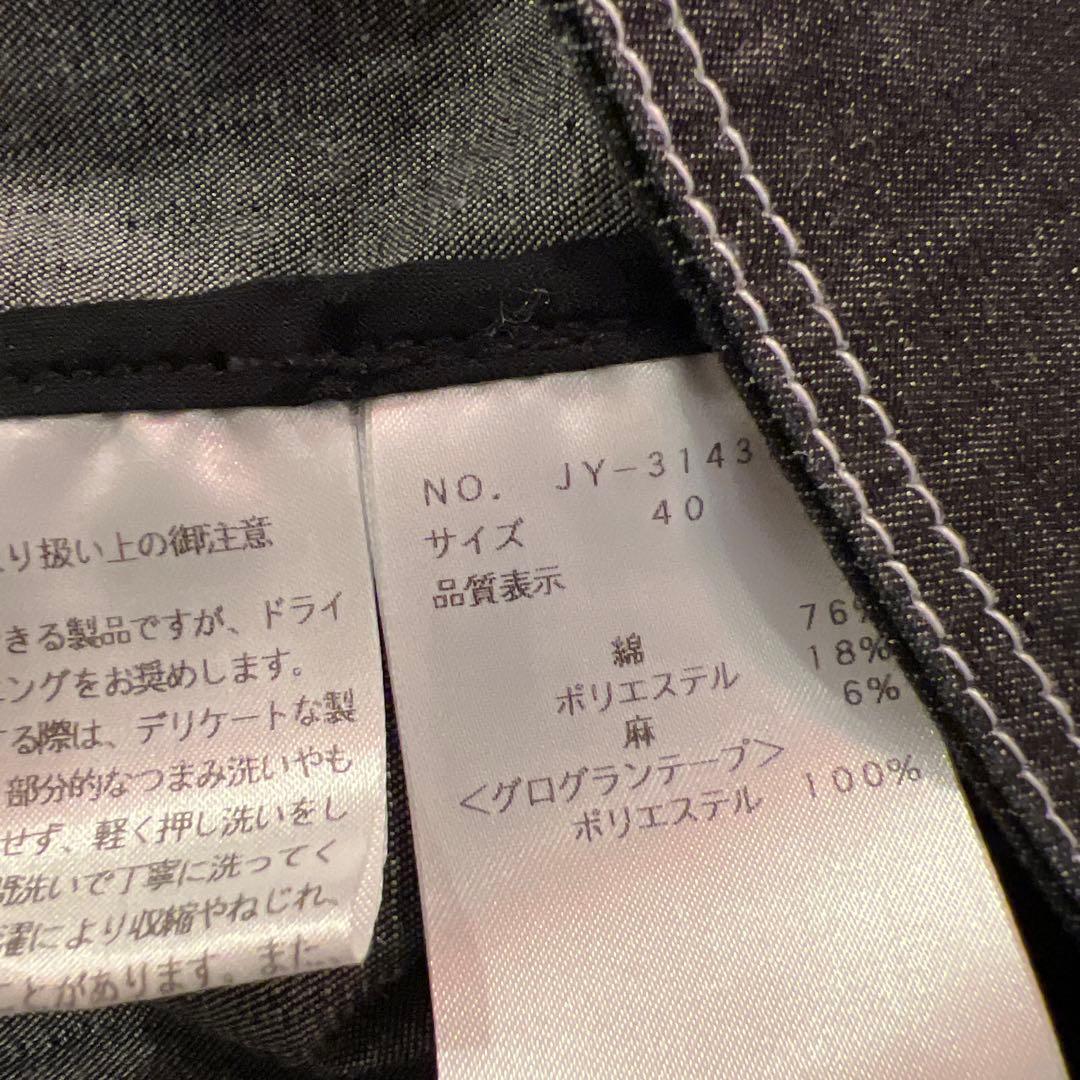 り扱い上の御注意
きる製品ですが、ドライ
ニングをお奨めします。
する際は、デリケートな製
部分的なつまみ洗いやも
せず、軽く押し洗いをし
洗いで丁寧に洗ってく
濯により収縮やねじれ、
ことがあります。また、
NO. JY-3143
サイズ 40
品質表示
綿 76%
ポリエステル 18%
麻 6%
<グログランテープ>
ポリエステル 100%